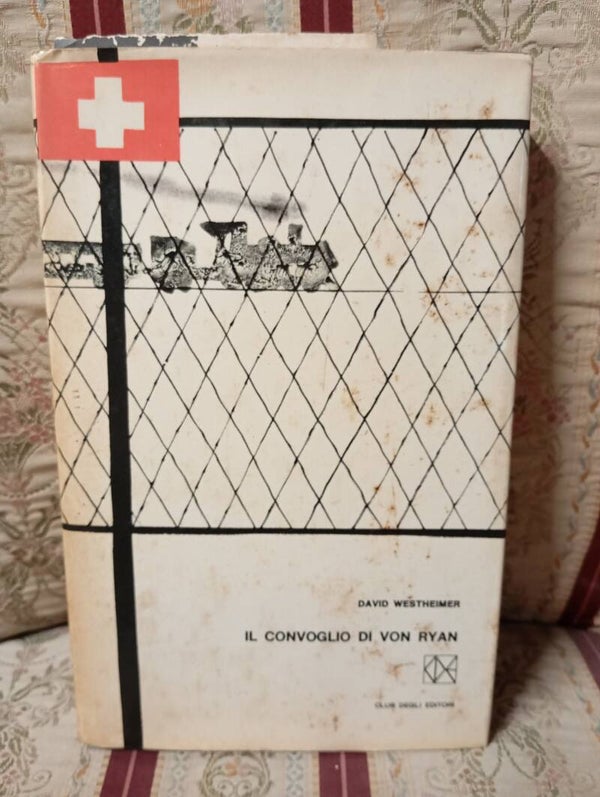 DAVID WESTHEIMER
IL CONVOGLIO DI VON RYAN
CLUB DEGLI EDITORI